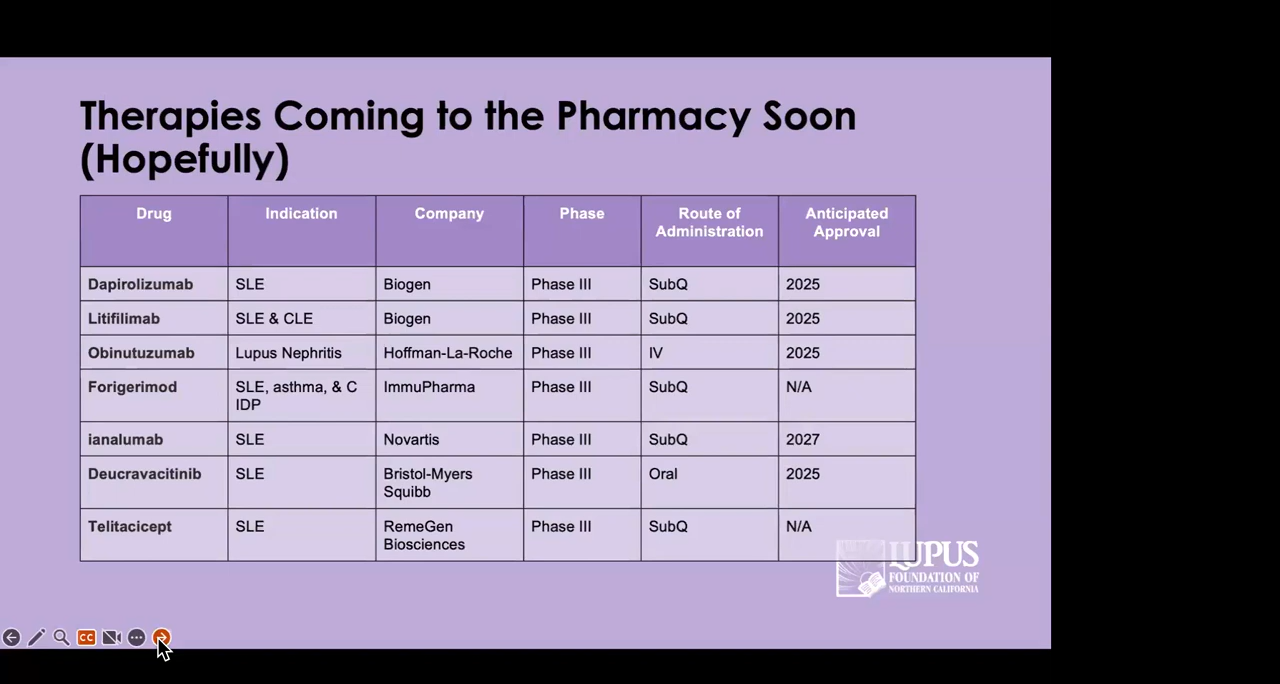 Therapies Coming to the Pharmacy Soon
(Hopefully)
Drug Indication Company Phase Route of Administration Anticipated Approval
Dapirolizumab SLE Biogen Phase III SubQ 2025
Litifilimab SLE & CLE Biogen Phase III SubQ 2025
Obinutuzumab Lupus Nephritis Hoffman-La-Roche Phase III IV 2025
Forigerimod SLE, asthma, & C IDP ImmuPharma Phase III SubQ N/A
ianalumab SLE Novartis Phase III SubQ 2027
Deucravacitinib SLE Bristol-Myers Squibb Phase III Oral 2025
Telitacicept SLE RemeGen Biosciences Phase III SubQ N/A
LUPUS
FOUNDATION OF
NORTHERN CALIFORNIA
CC